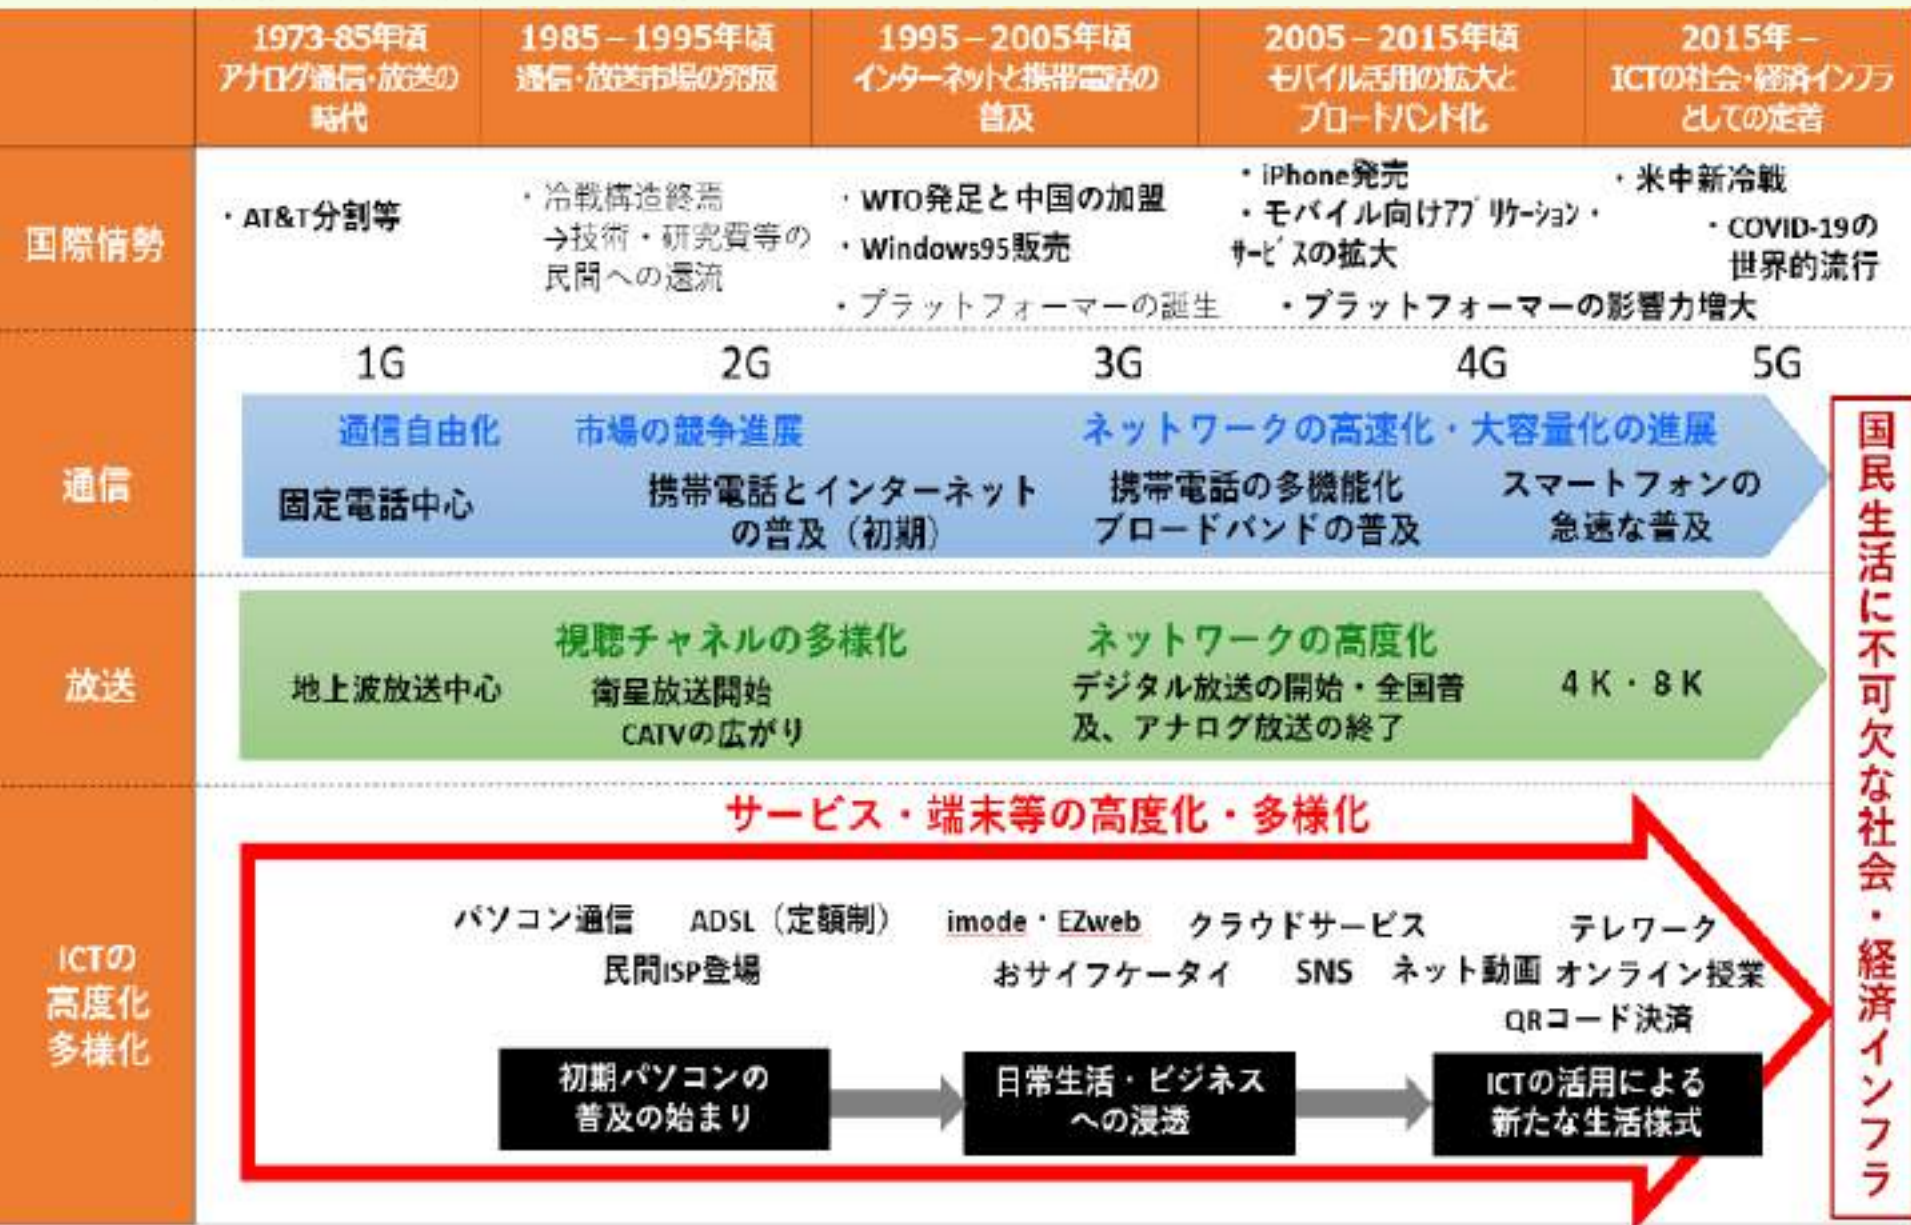 1973-85年頃
アナログ通信・放送の
時代
1985－1995年頃
通信・放送市場の発展
1995－2005年頃
インターネットと携帯電話の
普及
2005－2015年頃
モバイル活用の拡大と
ブロードバンド化
2015年－
ICTの社会・経済インフラ
としての定着
国際情勢
・AT&T分割等
・冷戦構造終焉
→技術・研究費等の
民間への還流
・WTO発足と中国の加盟
・Windows95販売
・プラットフォーマーの誕生
・iPhone発売
・モバイル向けｱﾌﾟﾘｹｰｼｮﾝ・
ｻｰﾋﾞｽの拡大
・プラットフォーマーの影響力増大
・米中新冷戦
・COVID-19の
世界的流行
通信
1G
2G
3G
4G
5G
通信自由化
市場の競争進展
ネットワークの高速化・大容量化の進展
固定電話中心
携帯電話とインターネット
の普及（初期）
携帯電話の多機能化
ブロードバンドの普及
スマートフォンの
急速な普及
放送
視聴チャネルの多様化
ネットワークの高度化
地上波放送中心
衛星放送開始
CATVの広がり
デジタル放送の開始・全国普
及、アナログ放送の終了
４Ｋ・８Ｋ
ICTの
高度化
多様化
サービス・端末等の高度化・多様化
パソコン通信
ADSL（定額制）
imode・EZweb
クラウドサービス
テレワーク
民間ISP登場
おサイフケータイ
SNS
ネット動画
オンライン授業
QRコード決済
初期パソコンの
普及の始まり
日常生活・ビジネス
への浸透
ICTの活用による
新たな生活様式
国民生活に不可欠な社会・経済インフラ